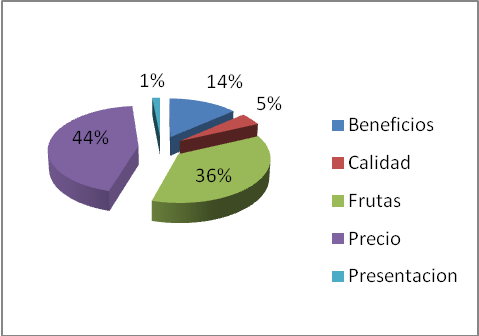 1%
14%
5%
44%
36%
Beneficios
Calidad
Frutas
Precio
Presentacion